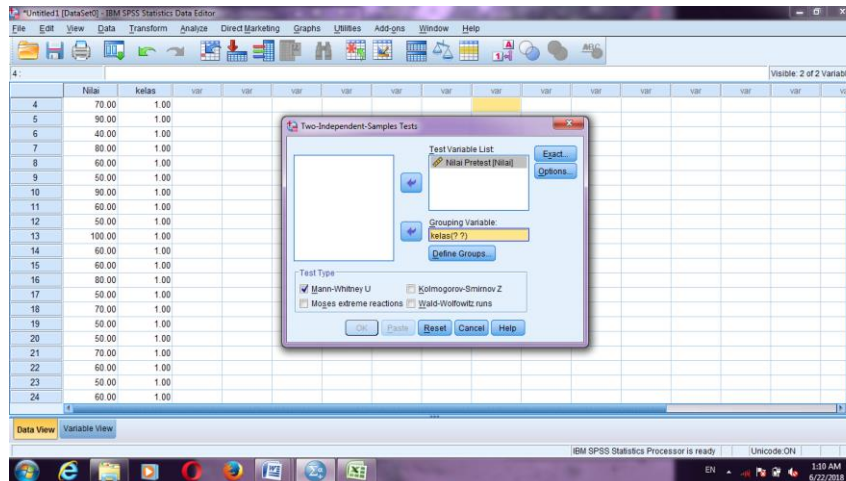 *Untitled1 [DataSet0] - IBM SPSS Statistics Data Editor
File Edit View Data Transform Analyze Direct Marketing Graphs Utilities Add-ons Window Help
4 :
Visible: 2 of 2 Variabl
Nilai kelas var var var var var var var var var var var var
4 70.00 1.00
5 90.00 1.00
6 40.00 1.00
7 80.00 1.00
8 60.00 1.00
9 50.00 1.00
10 90.00 1.00
11 60.00 1.00
12 50.00 1.00
13 100.00 1.00
14 60.00 1.00
15 60.00 1.00
16 80.00 1.00
17 50.00 1.00
18 70.00 1.00
19 50.00 1.00
20 50.00 1.00
21 70.00 1.00
22 60.00 1.00
23 50.00 1.00
24 60.00 1.00
Two-Independent-Samples Tests
Test Variable List:
Nilai Pretest [Nilai]
Exact...
Options...
Grouping Variable:
kelas(? ?)
Define Groups...
Test Type
Mann-Whitney U Kolmogorov-Smirnov Z
Moses extreme reactions Wald-Wolfowitz runs
OK Paste Reset Cancel Help
Data View Variable View
IBM SPSS Statistics Processor is ready Unicode:ON
EN 1:10 AM
6/22/2018